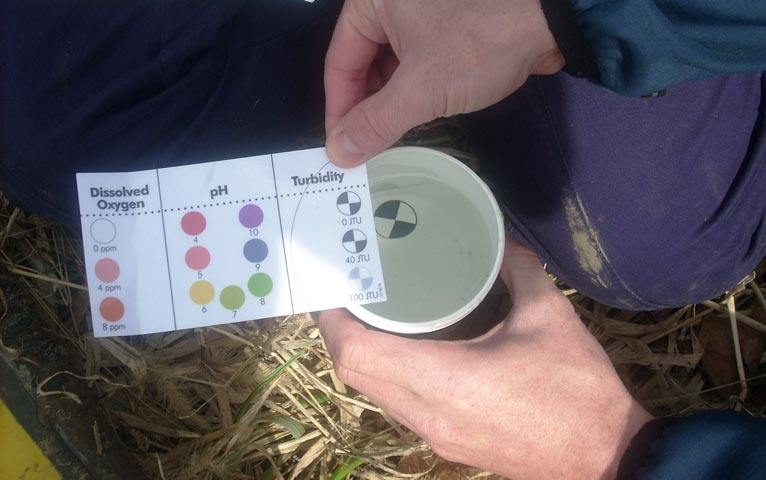 Dissolved
Oxygen
0 ppm
4 ppm
8 ppm
pH
4
5
6
7
8
9
10
Turbidity
0 JTU
40 JTU
100 JTU